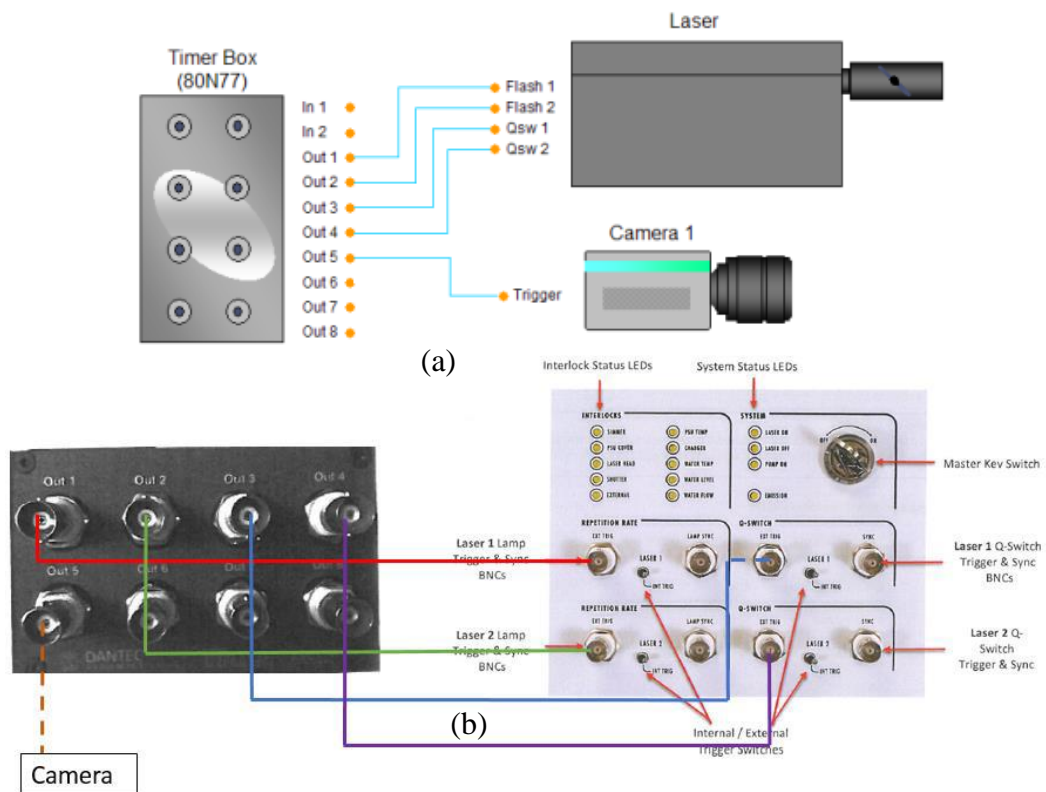 Laser
Timer Box
(80N77)
In 1
In 2
Out 1
Out 2
Out 3
Out 4
Out 5
Out 6
Out 7
Out 8
Flash 1
Flash 2
Qsw 1
Qsw 2
Camera 1
Trigger
(a)
Interlock Status LEDs
System Status LEDs
INTERLOCKS
SIMMER
PSU COVER
LASER HEAD
SHUTTER
EXTERNAL
PSU TEMP
CHARGER
WATER TEMP
WATER LEVEL
WATER FLOW
SYSTEM
LASER ON
LASER OFF
PUMP ON
EMISSION
OFF
ON
Master Key Switch
Out 1
Out 2
Out 3
Out 4
Out 5
DANTEC
Laser 1 Lamp
Trigger & Sync
BNCs
REPETITION RATE
EXT TRIG
LAMP SYNC
LASER 1
INT TRIG
Q-SWITCH
EXT TRIG
SYNC
LASER 1
INT TRIG
Laser 1 Q-Switch
Trigger & Sync
BNCs
Laser 2 Lamp
Trigger & Sync
BNCs
REPETITION RATE
EXT TRIG
LAMP SYNC
LASER 2
INT TRIG
Q-SWITCH
EXT TRIG
SYNC
LASER 2
INT TRIG
Laser 2 Q-
Switch
Trigger & Sync
(b)
Internal / External
Trigger Switches
Camera